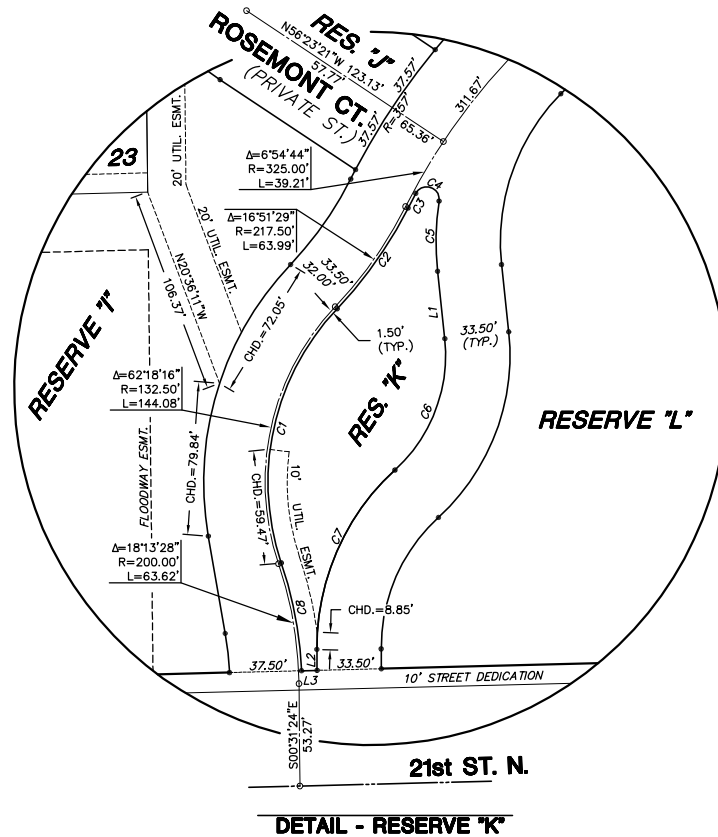 RES. "J"
N56°23'21"W 123.13'
57.77'
ROSEMONT CT.
(PRIVATE ST.)
37.57'
37.57'
357'
R= 65.36'
311.67'
23
20' UTIL. ESMT.
20' UTIL. ESMT.
Δ=6°54'44"
R=325.00'
L=39.21'
Δ=16°51'29"
R=217.50'
L=63.99'
C4
C3
C5
C2
L1
N20°36'11"W
106.37'
33.50'
32.00'
CHD.=72.05'
1.50'
(TYP.)
33.50'
(TYP.)
RESERVE "I"
RES. "K"
RESERVE "L"
Δ=62°18'16"
R=132.50'
L=144.08'
C1
C6
CHD.=79.84'
FLOODWAY ESMT.
CHD.=59.47'
10' UTIL. ESMT.
C7
Δ=18°13'28"
R=200.00'
L=63.62'
C8
CHD.=8.85'
37.50'
L2
33.50'
L3
10' STREET DEDICATION
S00°31'24"E
53.27'
21st ST. N.
DETAIL - RESERVE "K"